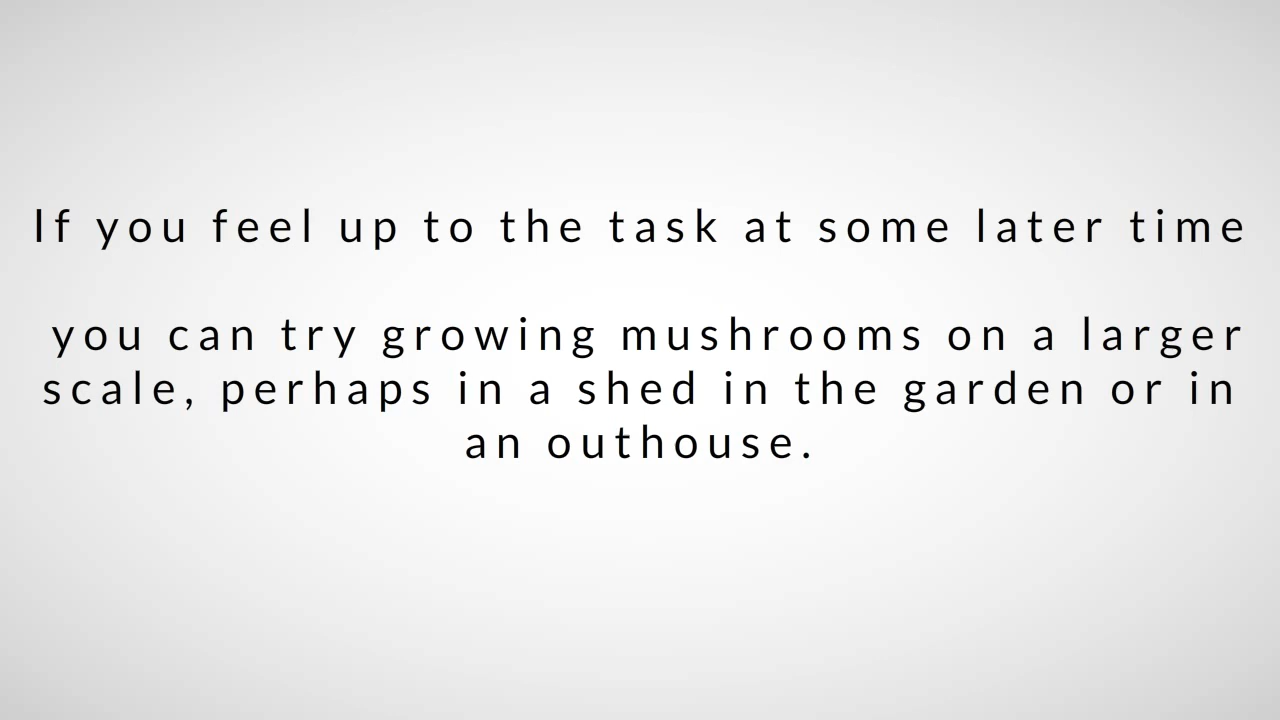 If you feel up to the task at some later time
you can try growing mushrooms on a larger
scale, perhaps in a shed in the garden or in
an outhouse.